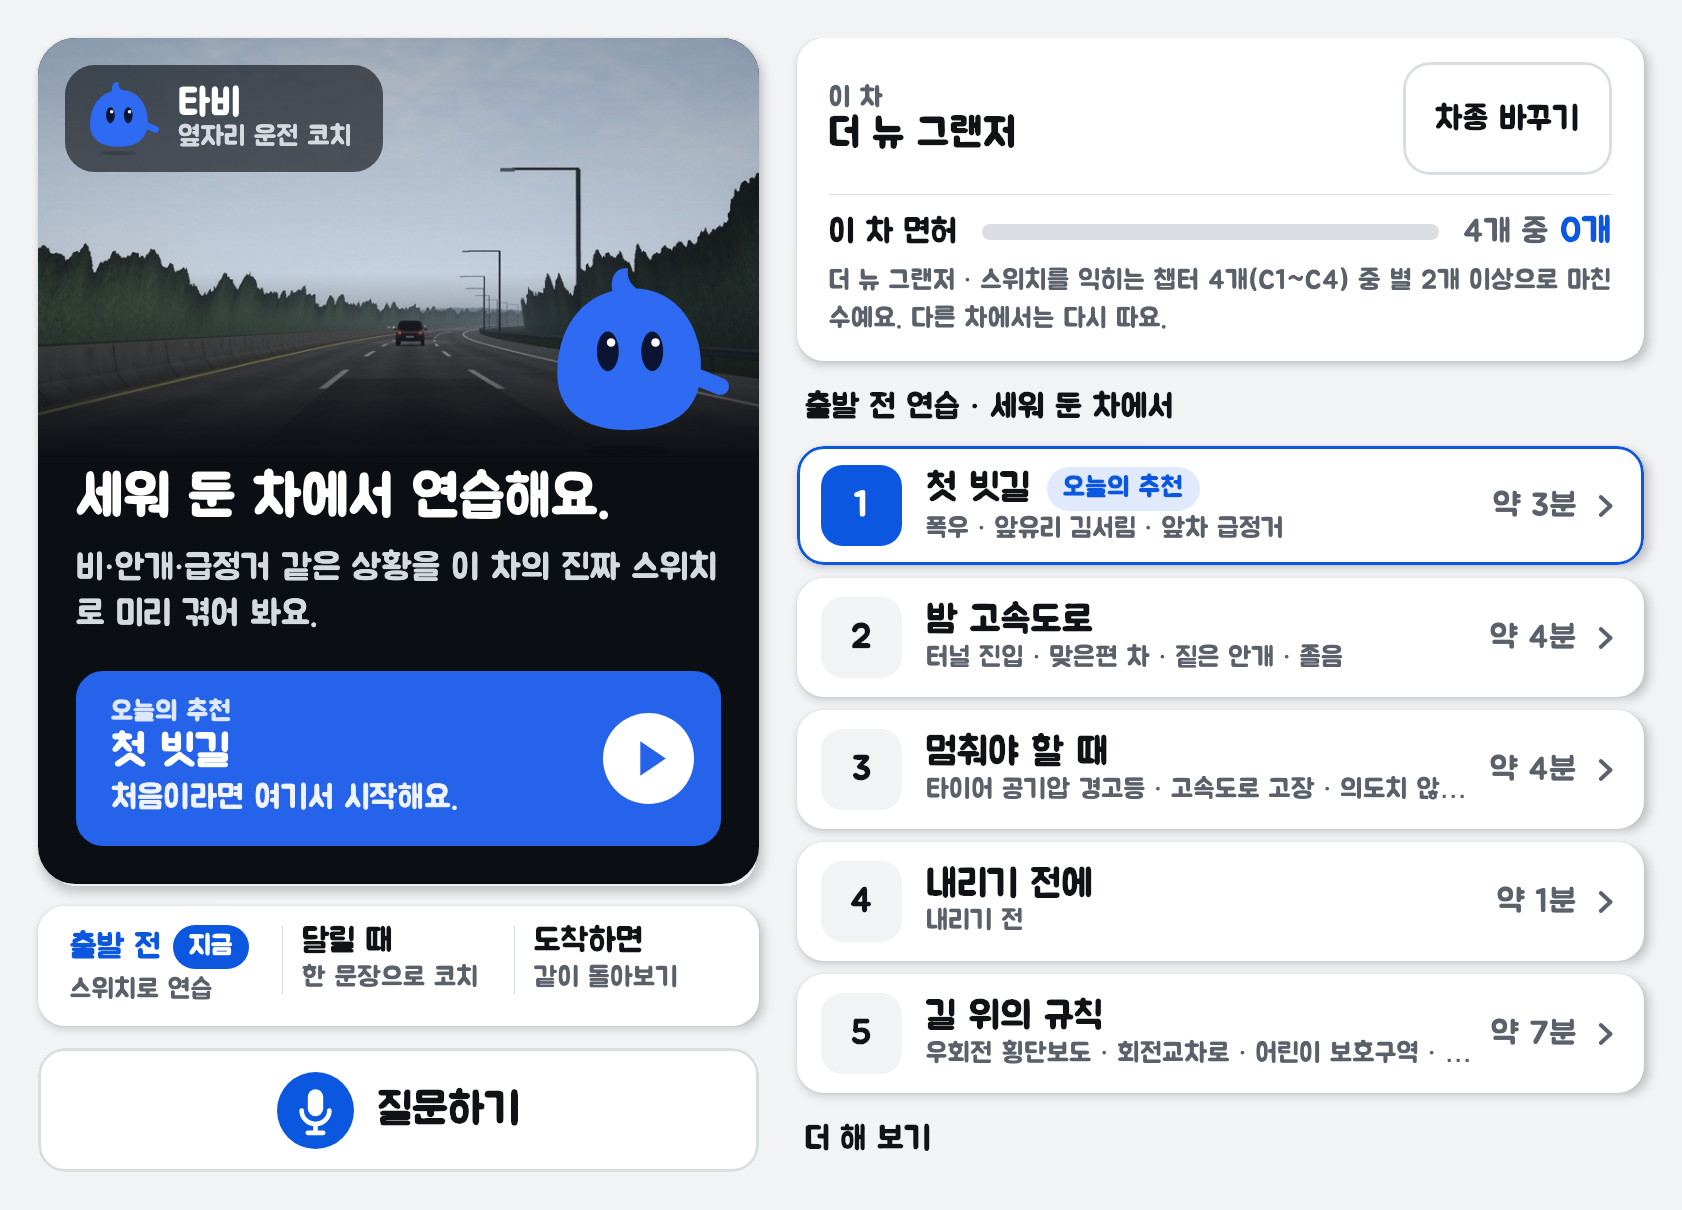 타비
옆자리 운전 코치
세워 둔 차에서 연습해요.
비·안개·급정거 같은 상황을 이 차의 진짜 스위치
로 미리 겪어 봐요.
오늘의 추천
첫 빗길
처음이라면 여기서 시작해요.
출발 전 지금
스위치로 연습
달릴 때
한 문장으로 코치
도착하면
같이 돌아보기
질문하기
이 차
더 뉴 그랜저
차종 바꾸기
이 차 면허 4개 중 0개
더 뉴 그랜저 · 스위치를 익히는 챕터 4개(C1~C4) 중 별 2개 이상으로 마친
수예요. 다른 차에서는 다시 따요.
출발 전 연습 · 세워 둔 차에서
1 첫 빗길 오늘의 추천 약 3분
폭우 · 앞유리 김서림 · 앞차 급정거
2 밤 고속도로 약 4분
터널 진입 · 맞은편 차 · 짙은 안개 · 졸음
3 멈춰야 할 때 약 4분
타이어 공기압 경고등 · 고속도로 고장 · 의도치 않...
4 내리기 전에 약 1분
내리기 전
5 길 위의 규칙 약 7분
우회전 횡단보도 · 회전교차로 · 어린이 보호구역 · ...
더 해 보기